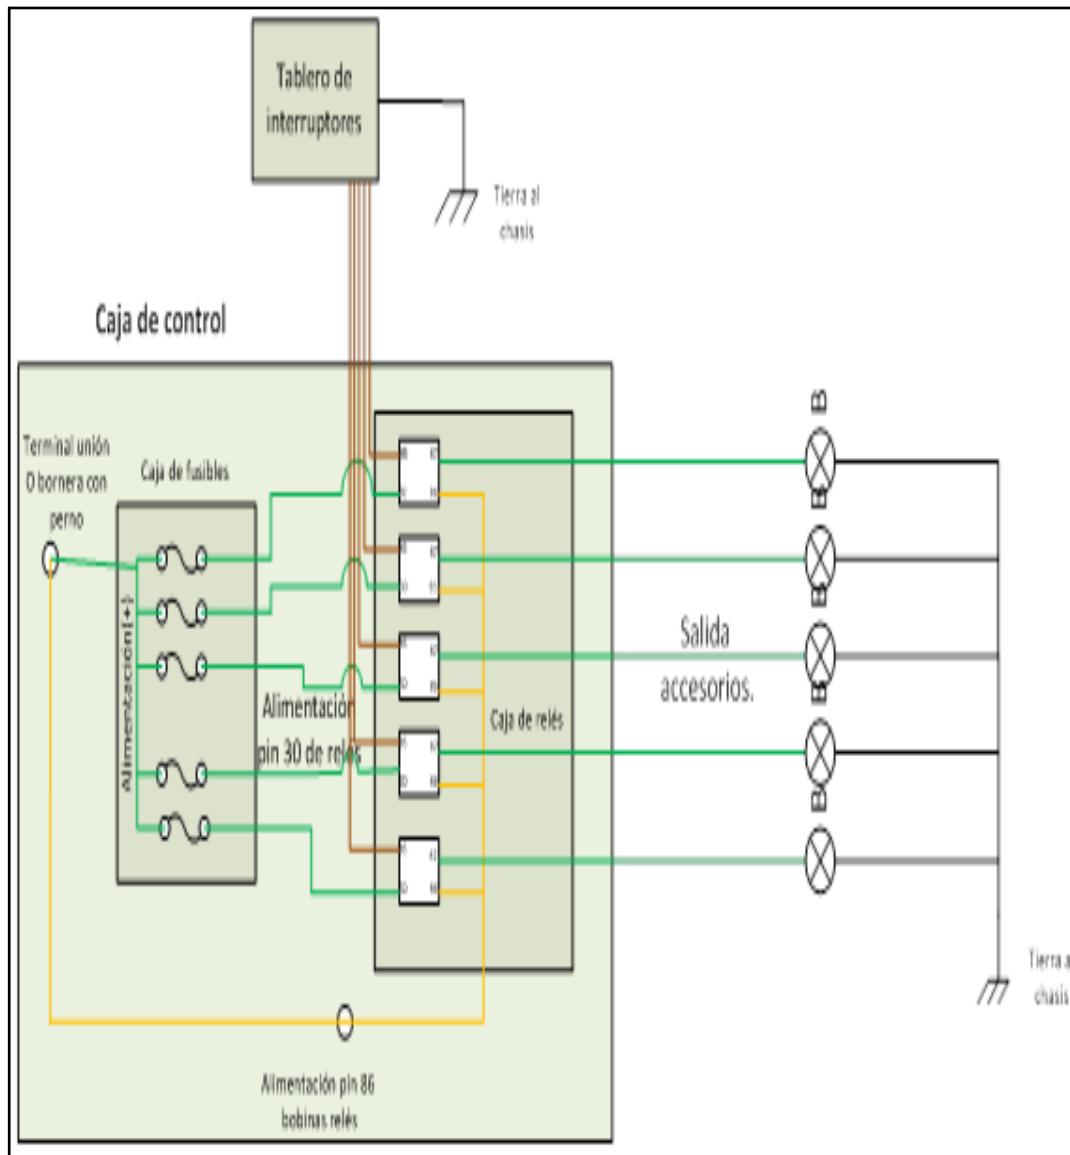 Tablero de
interruptores
Tierra al
chasis
Caja de control
Terminal unión
O bornera con
perno
Caja de fusibles
Alimentación(+)
Alimentación
pin 30 de relés
Caja de relés
Salida
accesorios.
B
B
B
B
B
Tierra a
chasis
Alimentación pin 86
bobinas relés